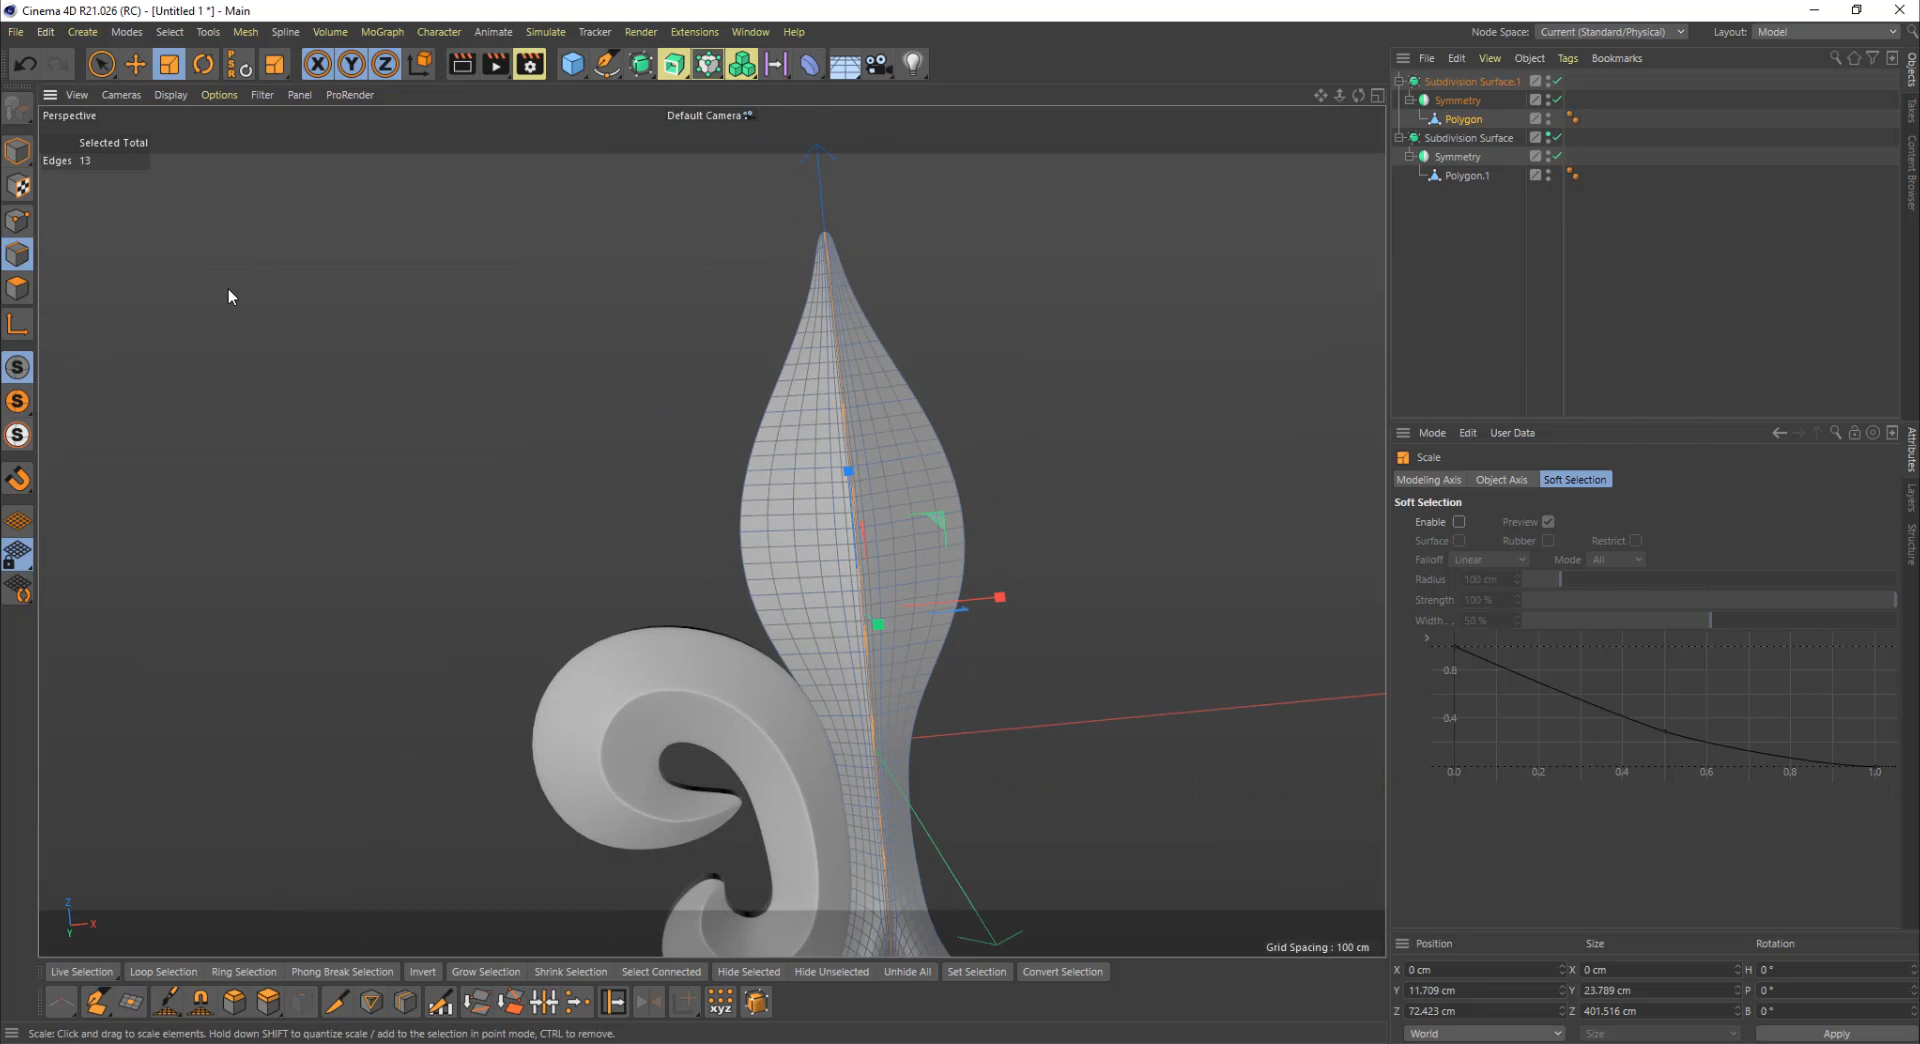 Cinema 4D R21.026 (RC) - [Untitled 1 *] - Main
File Edit Create Modes Select Tools Mesh Spline Volume MoGraph Character Animate Simulate Tracker Render Extensions Window Help Node Space: Current (Standard/Physical) Layout: Model
PSR X Y Z
File Edit View Object Tags Bookmarks
View Cameras Display Options Filter Panel ProRender
Perspective Default Camera
Selected Total
Edges 13
Subdivision Surface.1
Symmetry
Polygon
Subdivision Surface
Symmetry
Polygon.1
Objects
Takes
Content Browser
S
S
S
Mode Edit User Data
Scale
Modeling Axis Object Axis Soft Selection
Soft Selection
Enable Preview
Surface Rubber Restrict
Falloff Linear Mode All
Radius 100 cm
Strength 100 %
Width.. 50 %
0.8
0.4
0.0 0.2 0.4 0.6 0.8 1.0
Attributes
Layers
Structure
Z
X
Y
Grid Spacing : 100 cm
Live Selection Loop Selection Ring Selection Phong Break Selection Invert Grow Selection Shrink Selection Select Connected Hide Selected Hide Unselected Unhide All Set Selection Convert Selection
xyz
Position Size Rotation
X 0 cm X 0 cm H 0 °
Y 11.709 cm Y 23.789 cm P 0 °
Z 72.423 cm Z 401.516 cm B 0 °
World Size Apply
Scale: Click and drag to scale elements. Hold down SHIFT to quantize scale / add to the selection in point mode, CTRL to remove.